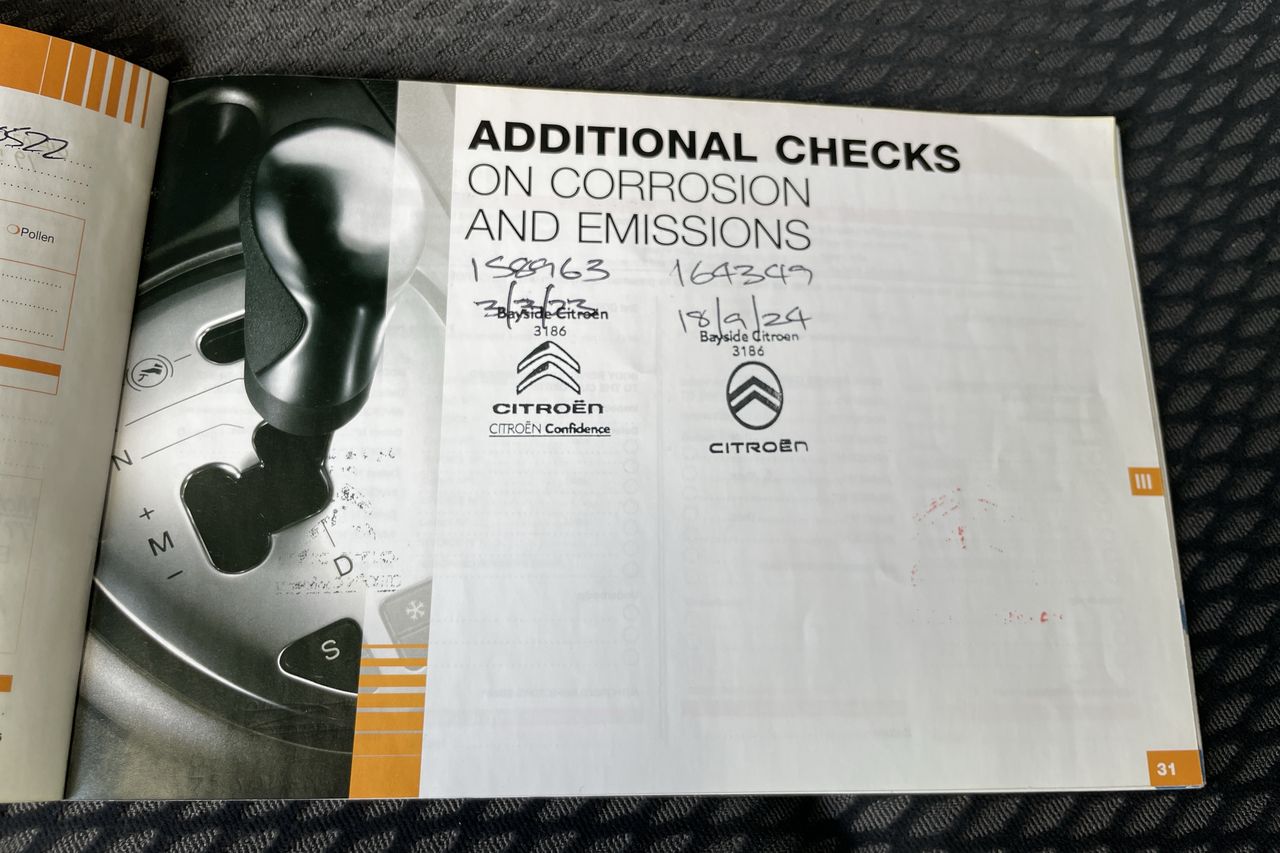 Pollen
N
+
M
−
D
S
ADDITIONAL CHECKS
ON CORROSION
AND EMISSIONS
158963
3/3/23
Bayside Citroën
3186
CITROËN
CITROËN Confidence
164349
18/9/24
Bayside Citroen
3186
CITROËN
III
31